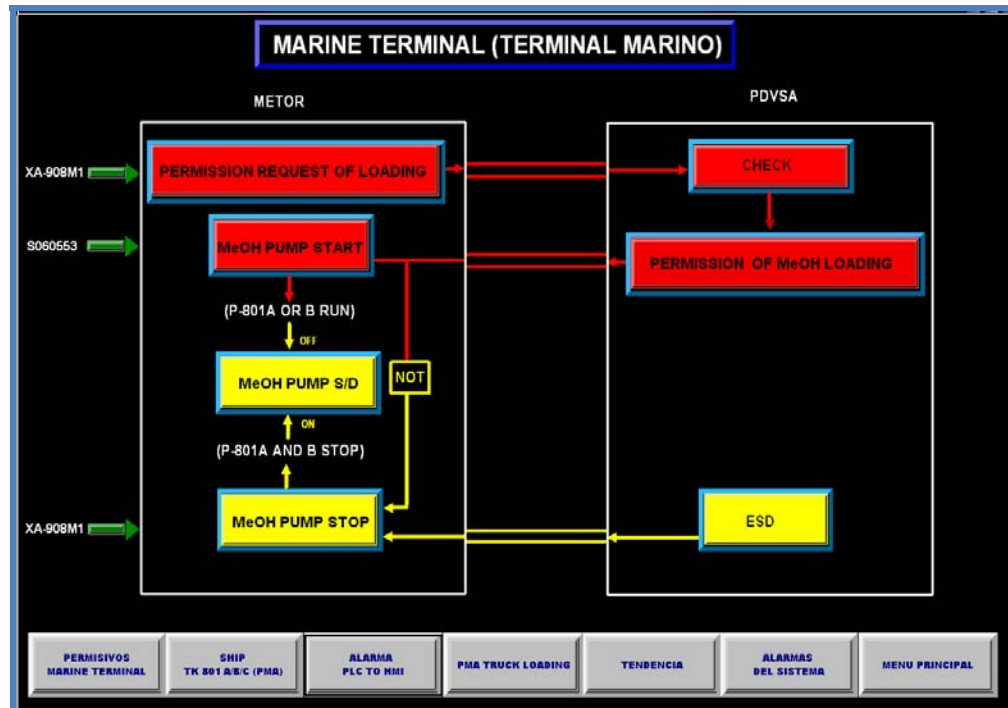 MARINE TERMINAL (TERMINAL MARINO)
METOR
PDVSA
XA-908M1
PERMISSION REQUEST OF LOADING
CHECK
S060553
MeOH PUMP START
PERMISSION OF MeOH LOADING
(P-801A OR B RUN)
OFF
MeOH PUMP S/D
NOT
ON
(P-801A AND B STOP)
XA-908M1
MeOH PUMP STOP
ESD
PERMISIVOS
MARINE TERMINAL
SHIP
TK 801 A/B/C (PMA)
ALARMA
PLC TO HMI
PMA TRUCK LOADING
TENDENCIA
ALARMAS
DEL SISTEMA
MENU PRINCIPAL